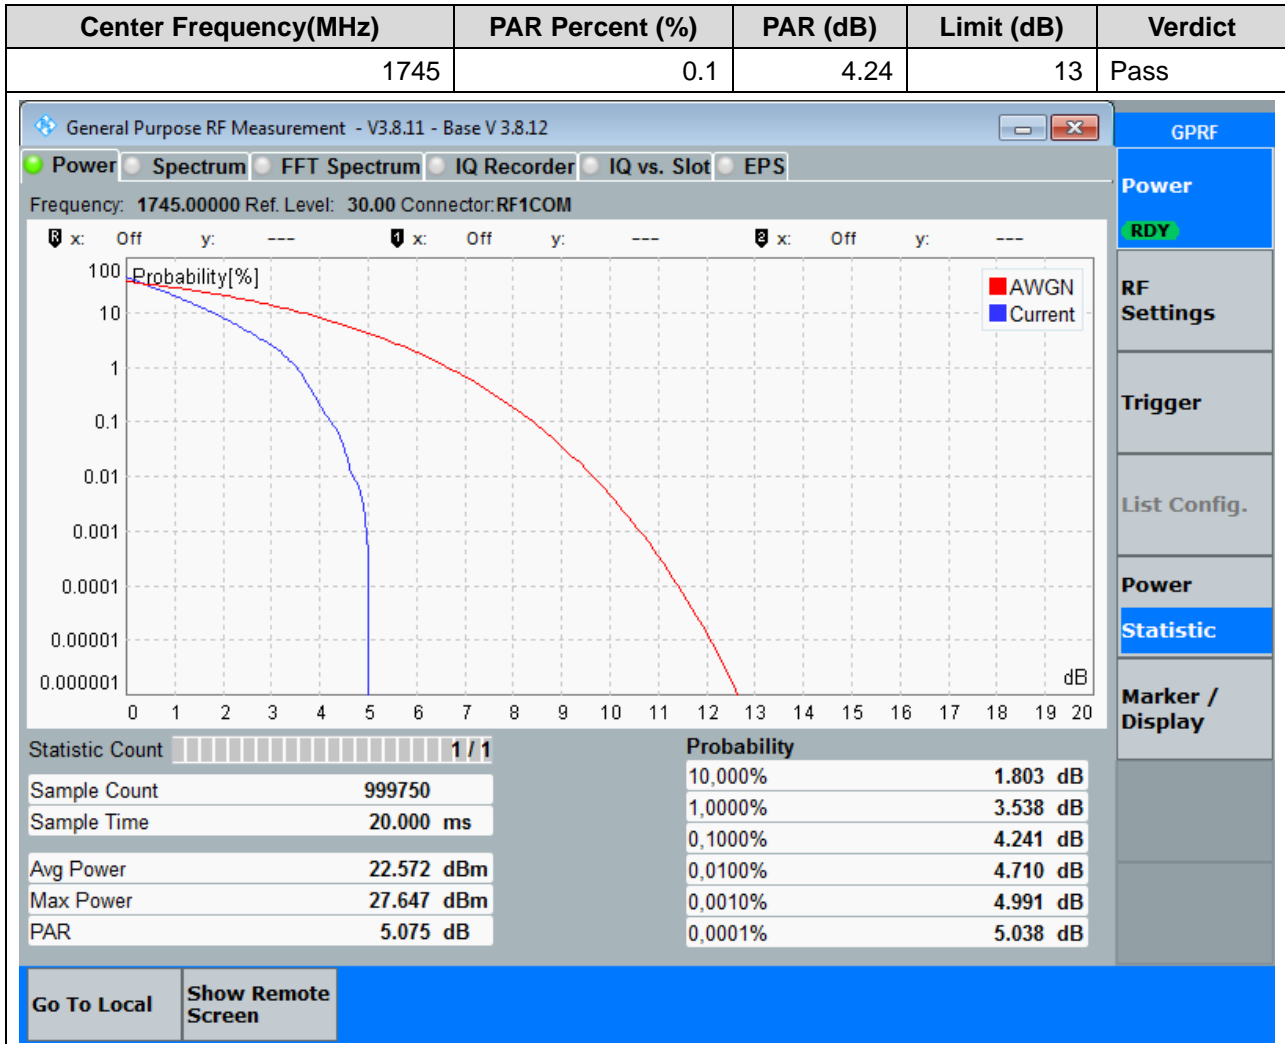 Center Frequency(MHz) PAR Percent (%) PAR (dB) Limit (dB) Verdict
1745 0.1 4.24 13 Pass
General Purpose RF Measurement - V3.8.11 - Base V 3.8.12
GPRF
Power Spectrum FFT Spectrum IQ Recorder IQ vs. Slot EPS
Frequency: 1745.00000 Ref. Level: 30.00 Connector:RF1COM
R x: Off y: --- 1 x: Off y: --- 2 x: Off y: ---
Probability[%]
AWGN
Current
100
10
1
0.1
0.01
0.001
0.0001
0.00001
0.000001
dB
0 1 2 3 4 5 6 7 8 9 10 11 12 13 14 15 16 17 18 19 20
Statistic Count 1 / 1
Sample Count 999750
Sample Time 20.000 ms
Avg Power 22.572 dBm
Max Power 27.647 dBm
PAR 5.075 dB
Probability
10,000% 1.803 dB
1,0000% 3.538 dB
0,1000% 4.241 dB
0,0100% 4.710 dB
0,0010% 4.991 dB
0,0001% 5.038 dB
Power
RDY
RF
Settings
Trigger
List Config.
Power
Statistic
Marker /
Display
Go To Local
Show Remote
Screen